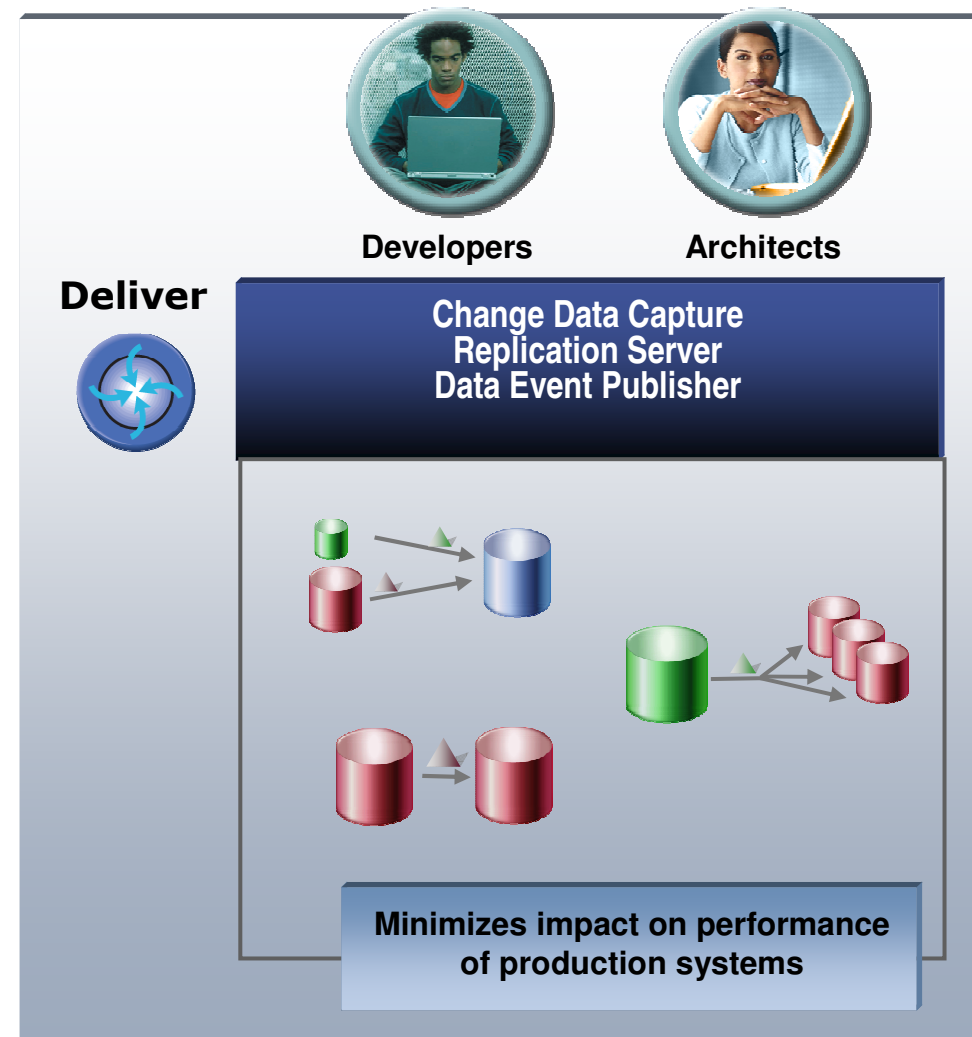 Developers
Architects
Deliver
Change Data Capture
Replication Server
Data Event Publisher
Minimizes impact on performance
of production systems